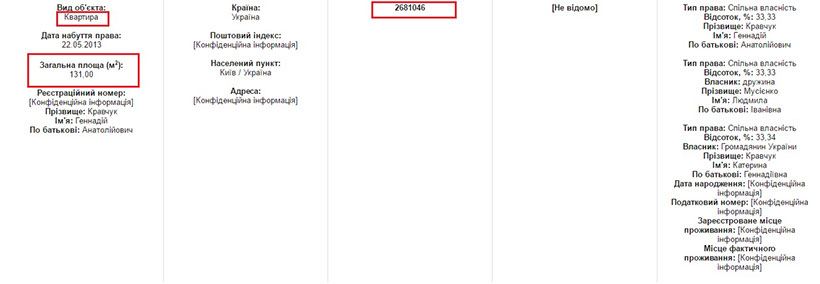 Вид об'єкта:
Квартира
Дата набуття права:
22.05.2013
Загальна площа (м²):
131,00
Реєстраційний номер:
[Конфіденційна інформація]
Прізвище: Кравчук
Ім'я: Геннадій
По батькові: Анатолійович
Країна:
Україна
Поштовий індекс:
[Конфіденційна інформація]
Населений пункт:
Київ / Україна
Адреса:
[Конфіденційна інформація]
2681046
[Не відомо]
Тип права: Спільна власність
Відсоток, %: 33,33
Прізвище: Кравчук
Ім'я: Геннадій
По батькові: Анатолійович
Тип права: Спільна власність
Відсоток, %: 33,33
Власник: дружина
Прізвище: Мусієнко
Ім'я: Людмила
По батькові: Іванівна
Тип права: Спільна власність
Відсоток, %: 33,34
Власник: Громадянин України
Прізвище: Кравчук
Ім'я: Катерина
По батькові: Геннадіївна
Дата народження: [Конфіденційна
інформація]
Податковий номер: [Конфіденційна
інформація]
Зареєстроване місце
проживання: [Конфіденційна
інформація]
Місце фактичного
проживання: [Конфіденційна
інформація]